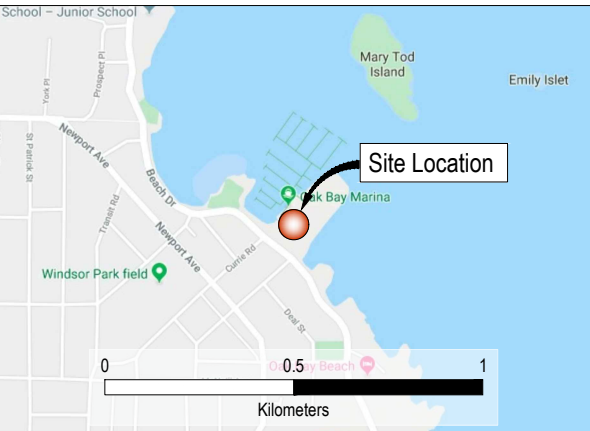 School – Junior School
Mary Tod
Island
Emily Islet
Prospect Pl
York Pl
Newport Ave
St Patrick St
Site Location
Beach Dr
Oak Bay Marina
Transit Rd
Newport Ave
Currie Rd
Windsor Park field
Deal St
Oak Bay Beach
0 0.5 1
Kilometers